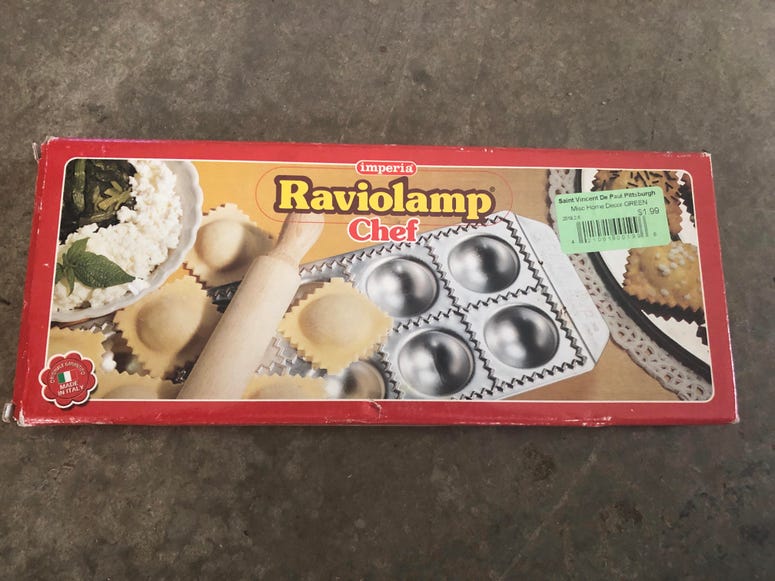 imperia
Raviolamp®
Chef
Saint Vincent De Paul Pittsburgh
Misc Home Decor GREEN
$1.99
MADE
IN ITALY